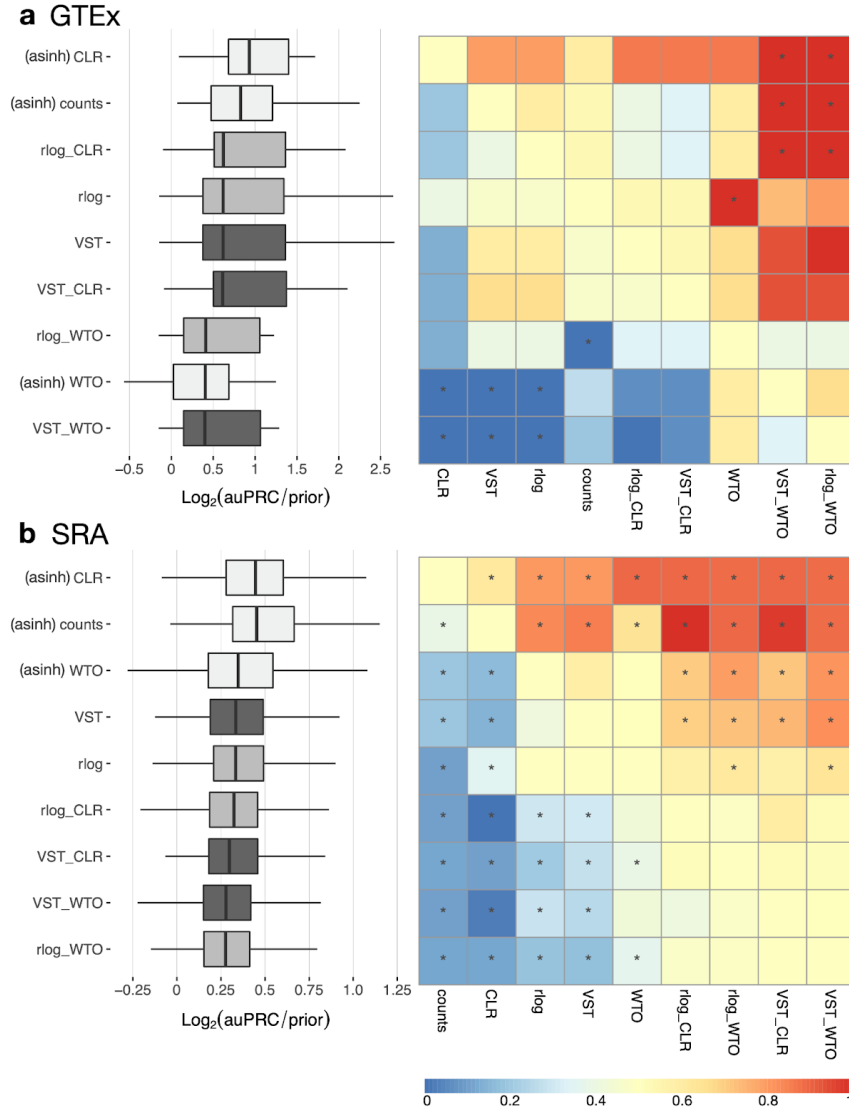 a GTEx
(asinh) CLR
(asinh) counts
rlog_CLR
rlog
VST
VST_CLR
rlog_WTO
(asinh) WTO
VST_WTO
-0.5 0 0.5 1 1.5 2 2.5
Log2(auPRC/prior)
CLR VST rlog counts rlog_CLR VST_CLR WTO VST_WTO rlog_WTO
b SRA
(asinh) CLR
(asinh) counts
(asinh) WTO
VST
rlog
rlog_CLR
VST_CLR
VST_WTO
rlog_WTO
−0.25 0 0.25 0.5 0.75 1.0 1.25
Log2(auPRC/prior)
counts CLR rlog VST WTO rlog_CLR rlog_WTO VST_CLR VST_WTO
0 0.2 0.4 0.6 0.8 1